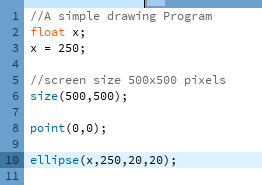 1 //A simple drawing Program
2 float x;
3 x = 250;
4
5 //screen size 500x500 pixels
6 size(500,500);
7
8 point(0,0);
9
10 ellipse(x,250,20,20);
11